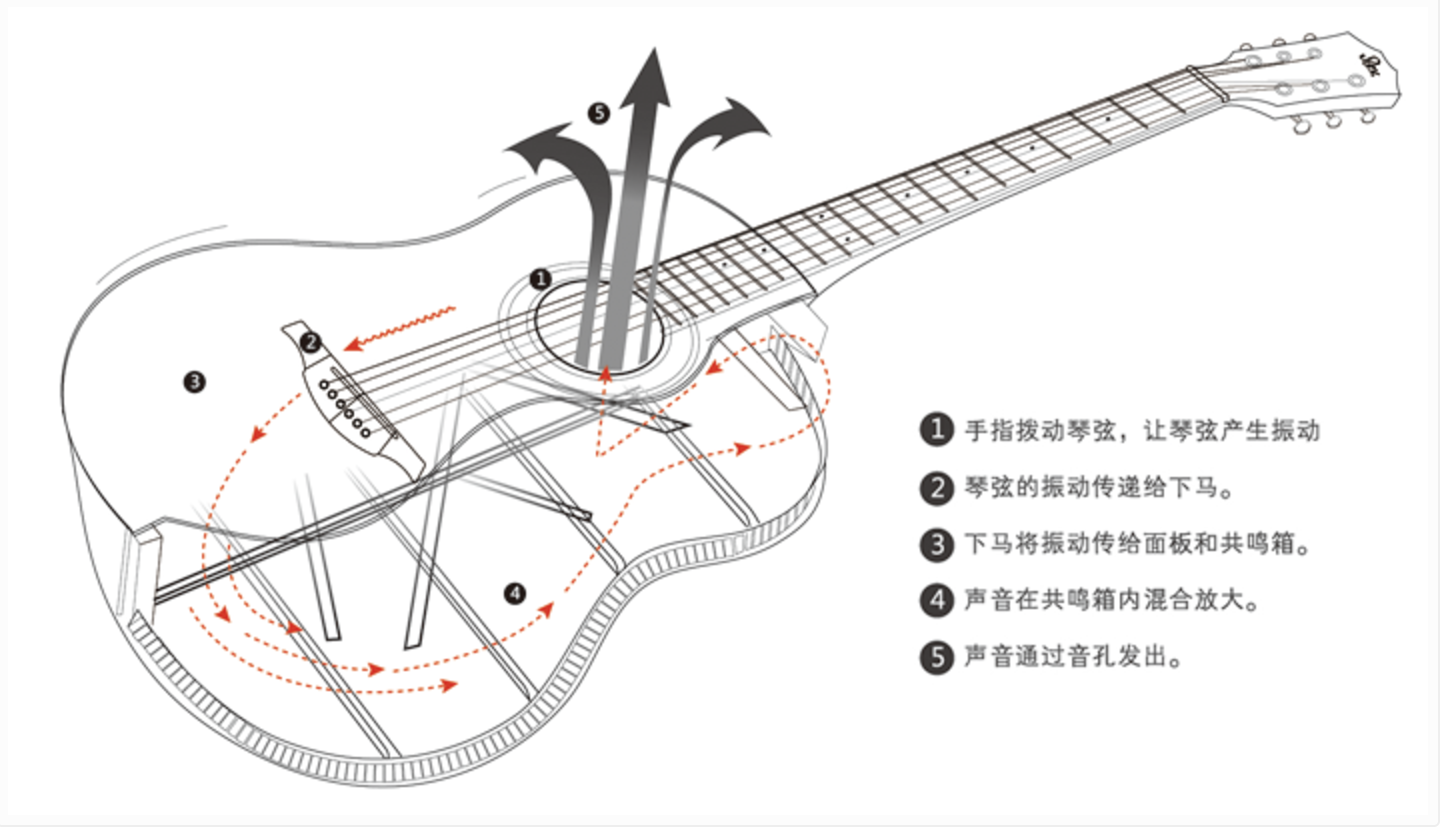 5
1
2
3
4
1 手指拨动琴弦，让琴弦产生振动
2 琴弦的振动传递给下马。
3 下马将振动传给面板和共鸣箱。
4 声音在共鸣箱内混合放大。
5 声音通过音孔发出。